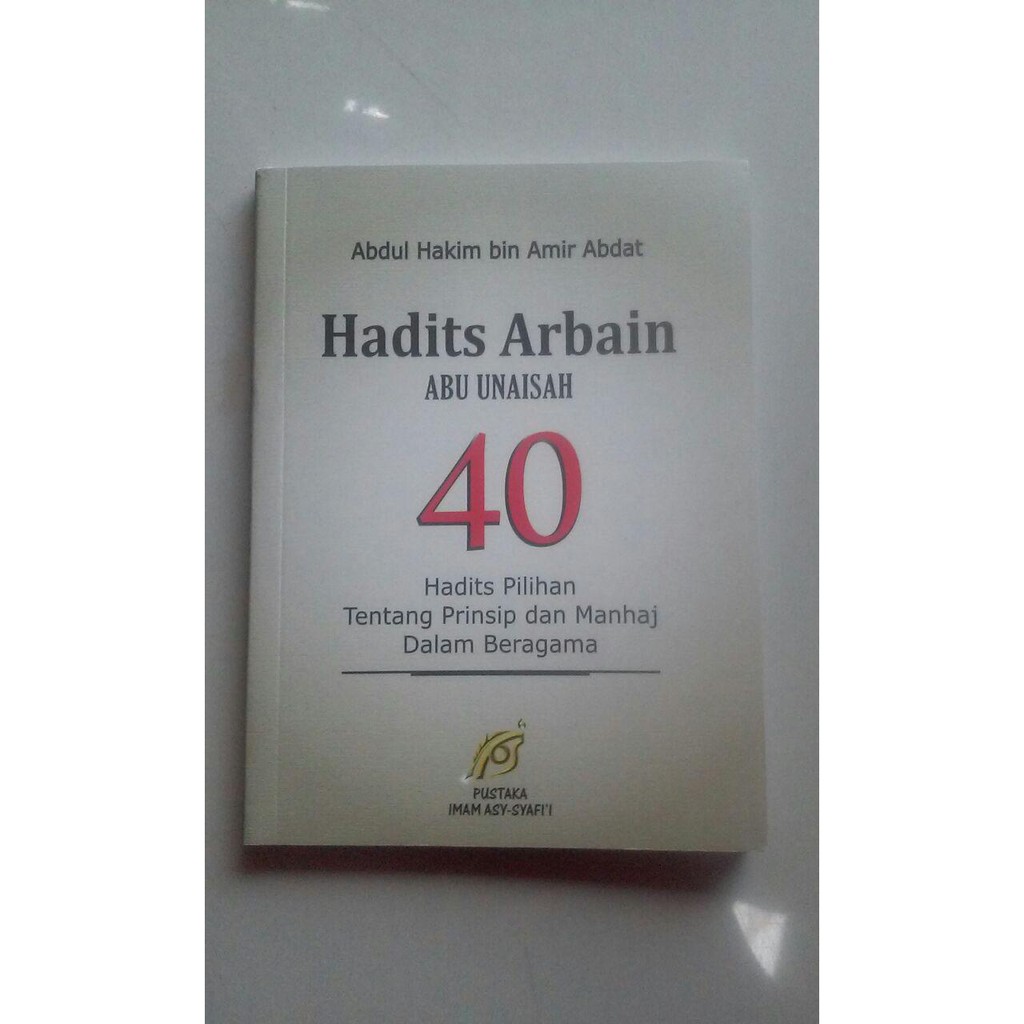 Abdul Hakim bin Amir Abdat
Hadits Arbain
ABU UNAISAH
40
Hadits Pilihan
Tentang Prinsip dan Manhaj
Dalam Beragama
PUSTAKA
IMAM ASY-SYAFI'I